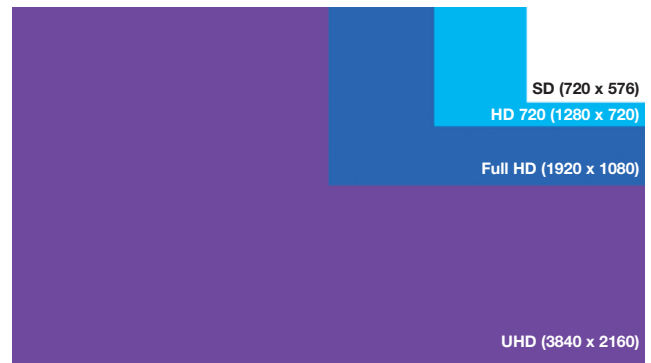 SD (720 x 576)
HD 720 (1280 x 720)
Full HD (1920 x 1080)
UHD (3840 x 2160)